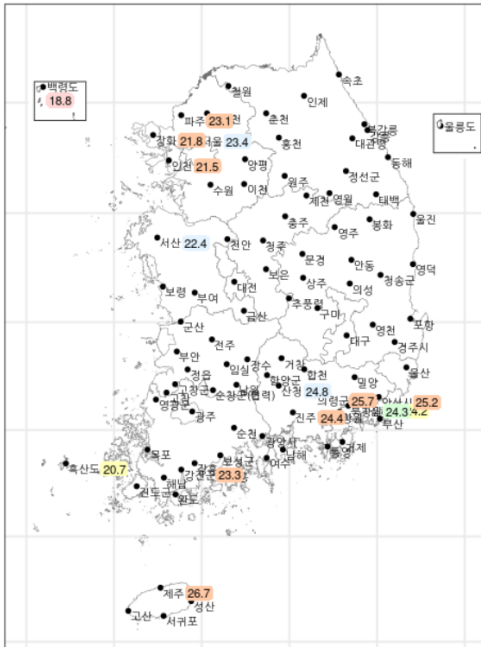 백령도
18.8
철원
속초
인제
파주 23.1
춘천
울릉도
강화 21.8
23.4
홍천
대관령
인천 21.5
양평
동해
수원
이천
원주
정선군
제천
영월
태백
충주
봉화
울진
서산 22.4
천안
청주
영주
문경
안동
영덕
보은
상주
의성
청송군
보령
부여
대전
추풍령
구미
금산
군산
영천
포항
대구
경주시
전주
부안
임실
장수
거창
합천
울산
정읍
함양군
밀양
고창군
남원
산청 24.8
영광군
순창군
의령군 25.7
25.2
광주
진주 24.4
24.3
부산
순천
광양시
목포
보성군
여수
남해
통영
거제
흑산도 20.7
장흥
강진군
23.3
해남
진도군
완도
제주 26.7
성산
고산
서귀포